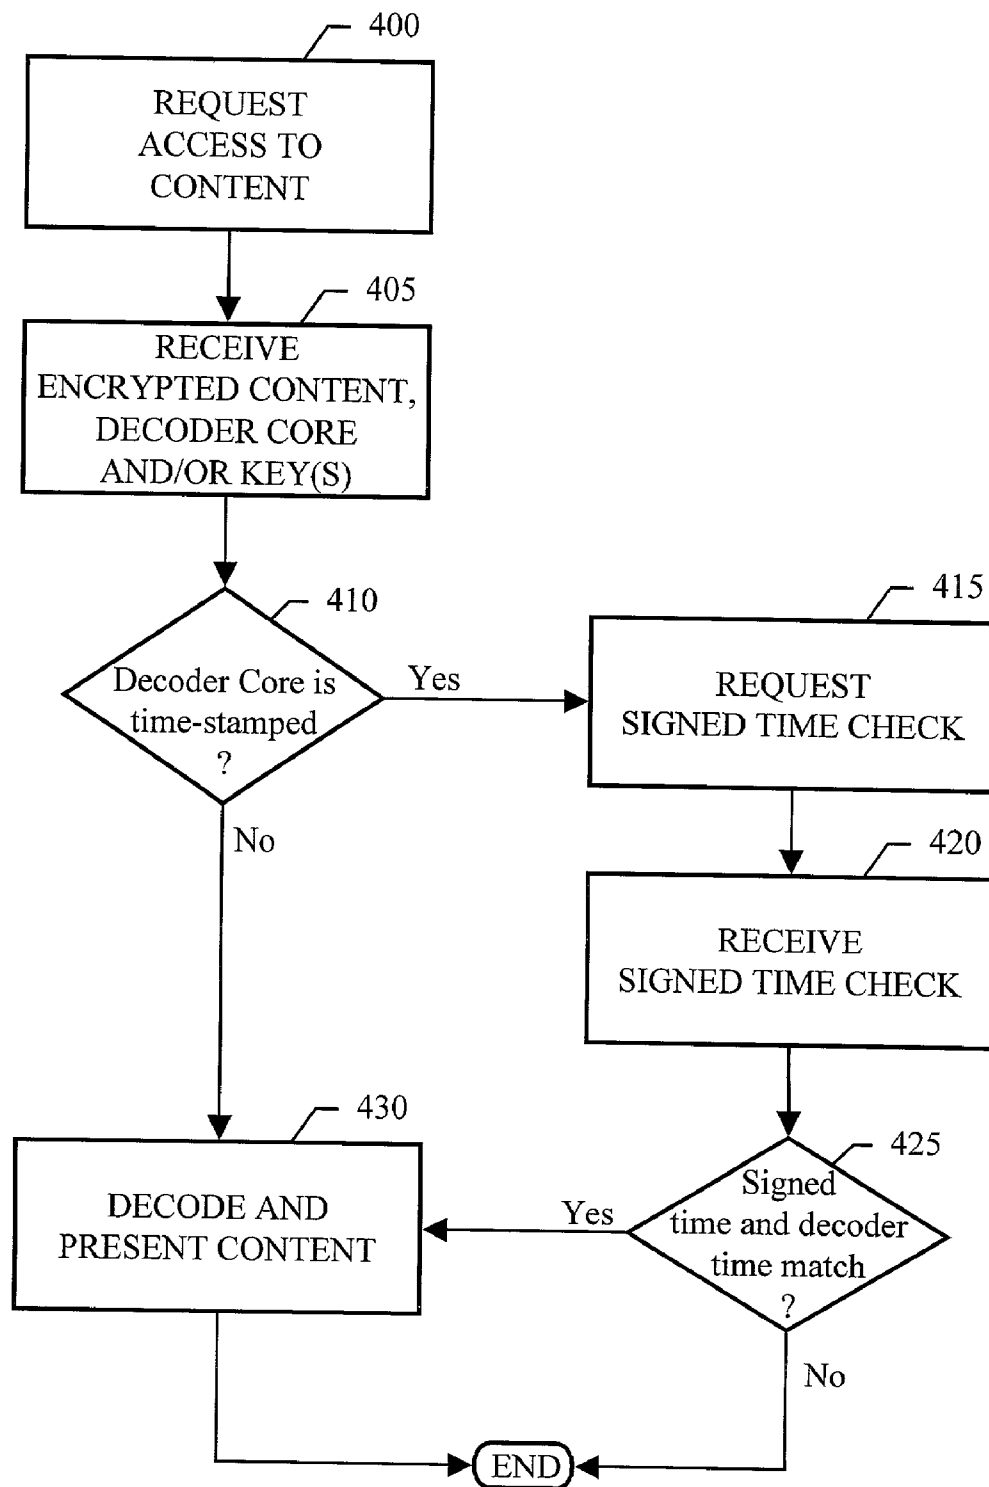 400
REQUEST
ACCESS TO
CONTENT
405
RECEIVE
ENCRYPTED CONTENT,
DECODER CORE
AND/OR KEY(S)
410
Decoder Core is
time-stamped
?
Yes
No
415
REQUEST
SIGNED TIME CHECK
420
RECEIVE
SIGNED TIME CHECK
425
Signed
time and decoder
time match
?
Yes
No
430
DECODE AND
PRESENT CONTENT
END